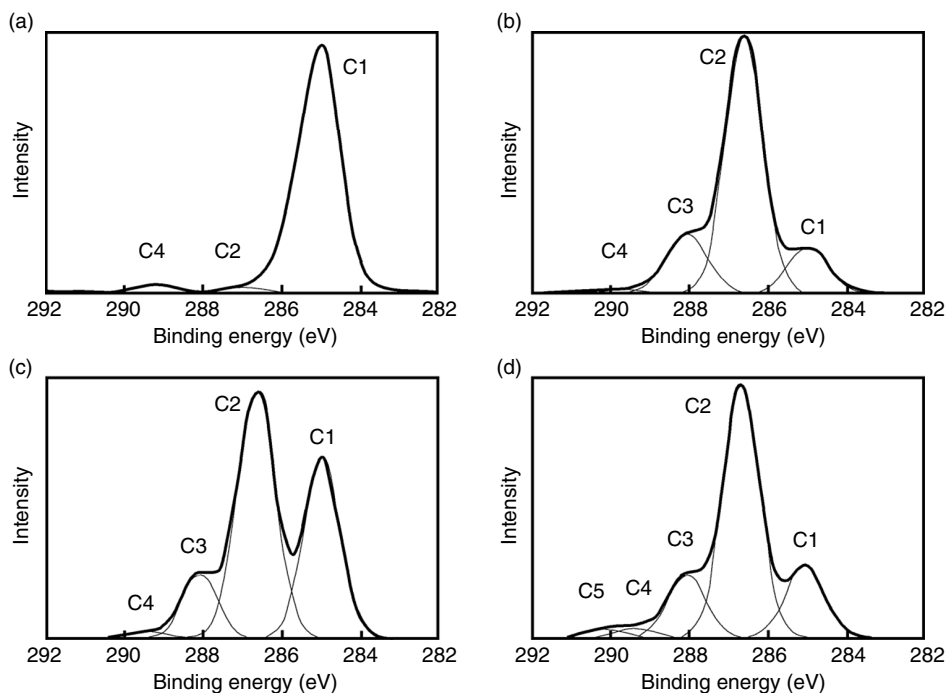 (a)
C1
C2
C4
Intensity
292 290 288 286 284 282
Binding energy (eV)
(b)
C2
C3
C1
C4
Intensity
292 290 288 286 284 282
Binding energy (eV)
(c)
C2
C1
C3
C4
Intensity
292 290 288 286 284 282
Binding energy (eV)
(d)
C2
C3
C1
C5
C4
Intensity
292 290 288 286 284 282
Binding energy (eV)